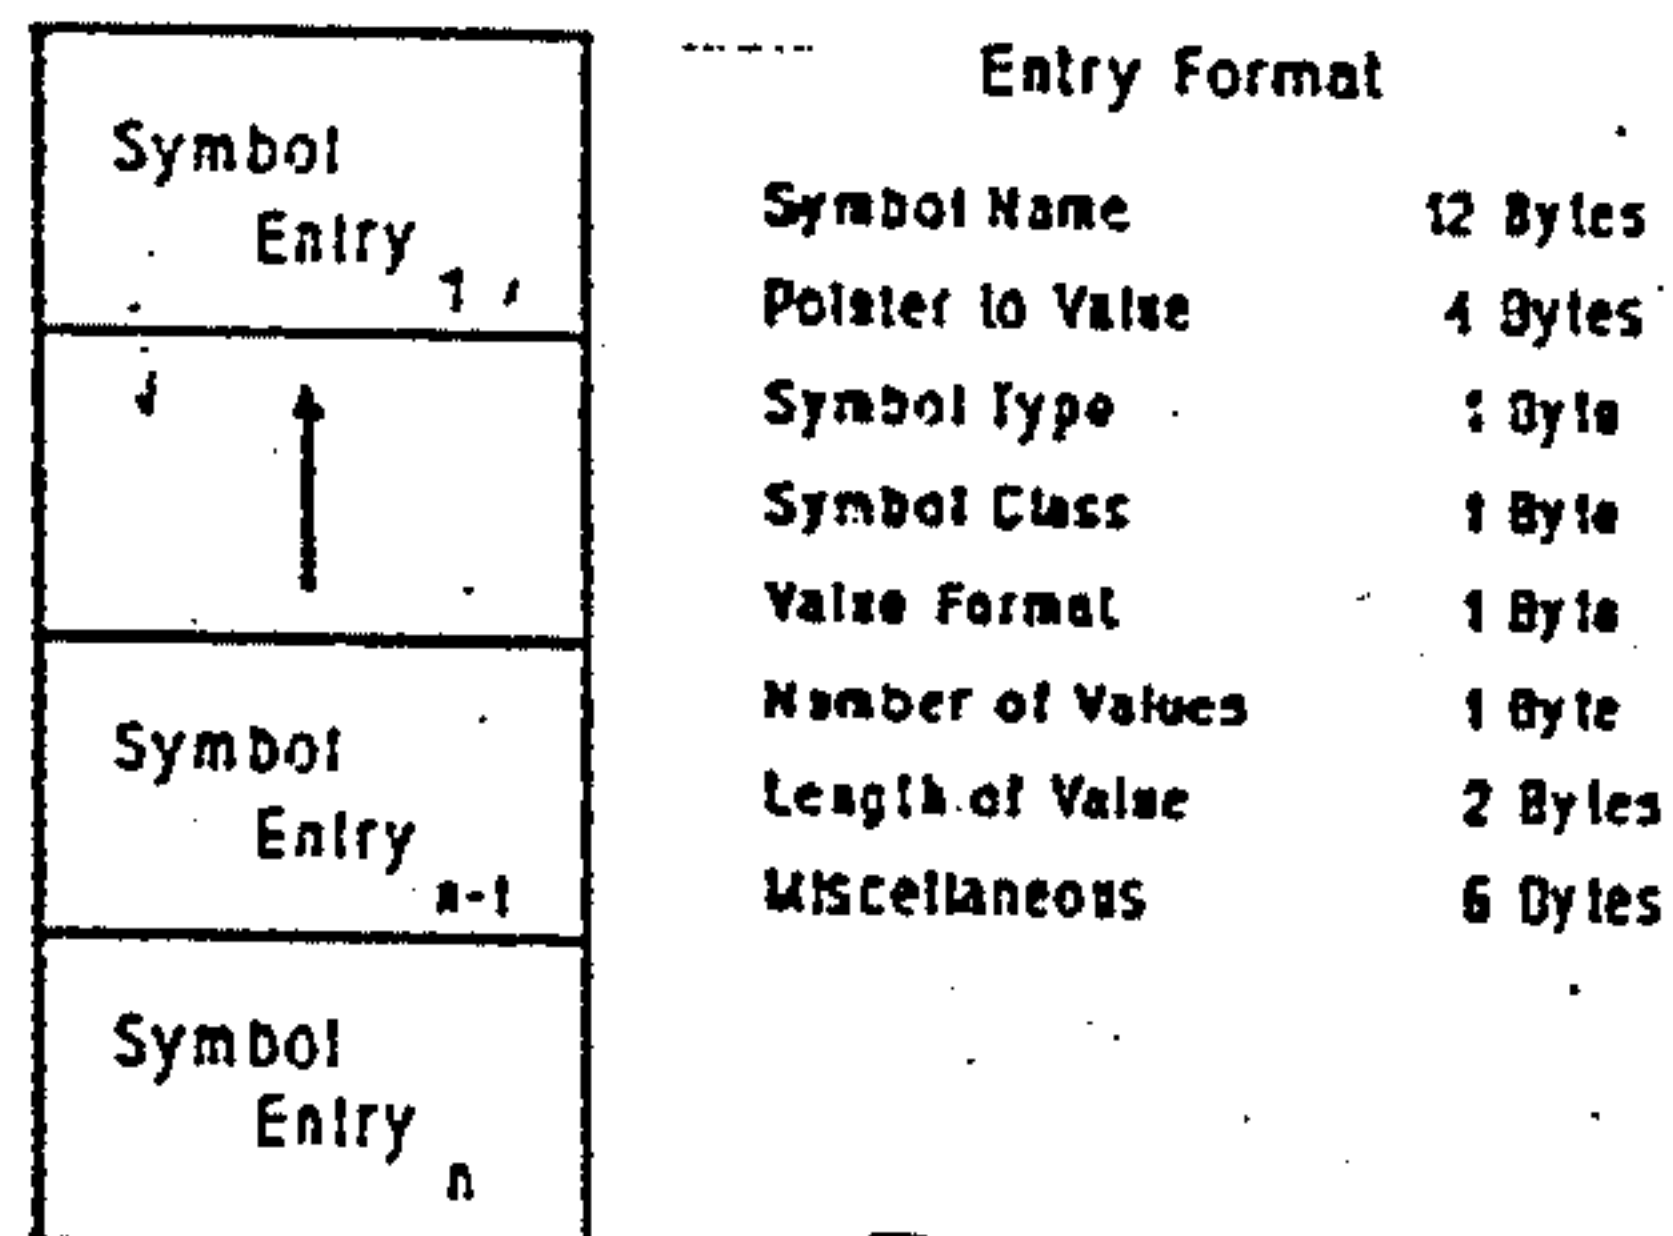 Symbol
Entry 1
Symbol
Entry n-1
Symbol
Entry n
Entry Format
Symbol Name 12 Bytes
Pointer to Value 4 Bytes
Symbol Type 1 Byte
Symbol Class 1 Byte
Value Format 1 Byte
Number of Values 1 Byte
Length of Value 2 Bytes
Miscellaneous 6 Bytes